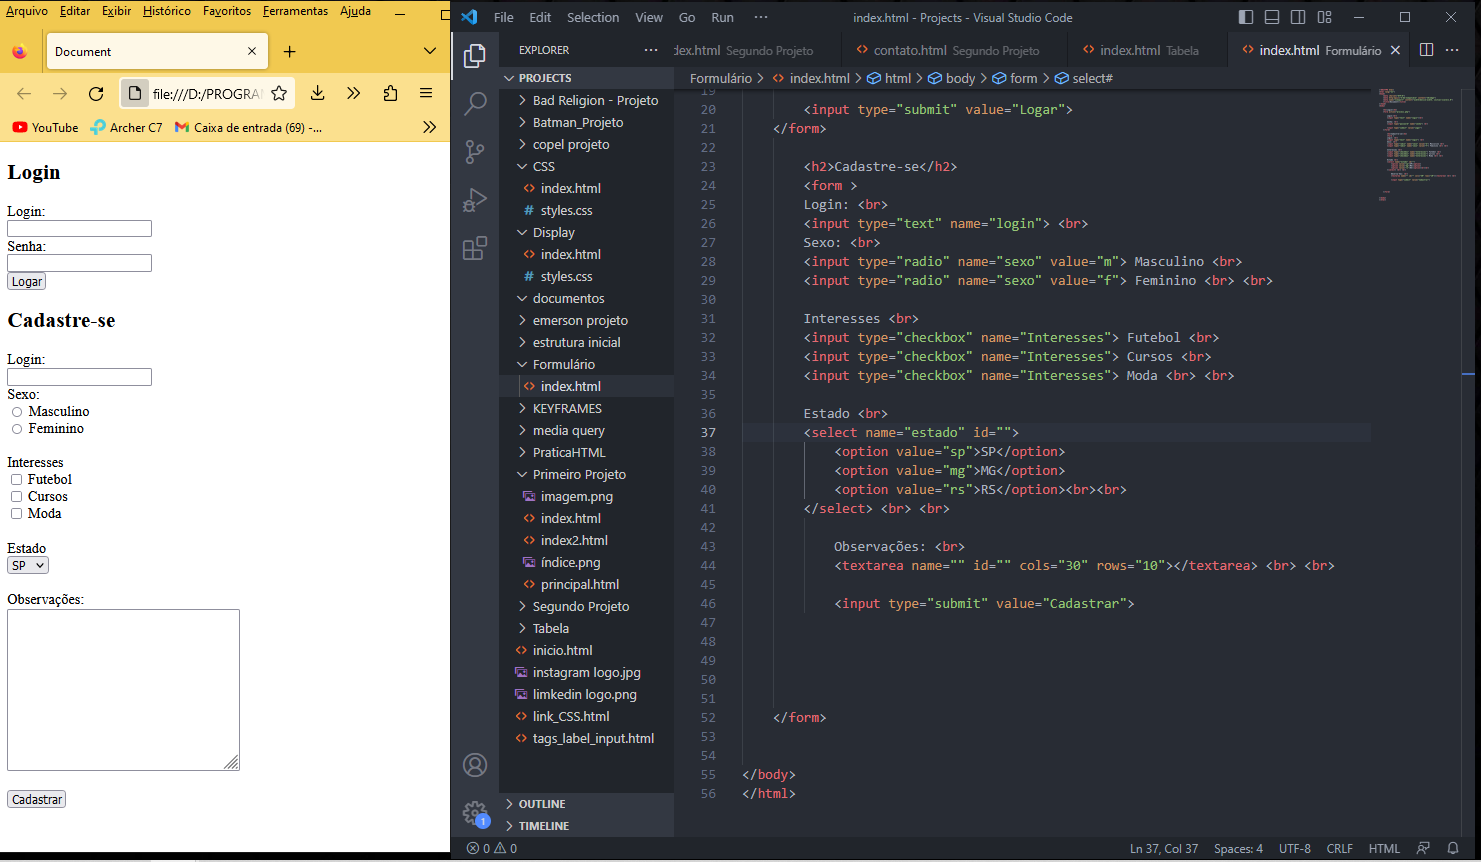 Arquivo Editar Exibir Histórico Favoritos Ferramentas Ajuda
Document
file:///D:/PROGRA
YouTube Archer C7 Caixa de entrada (69) -...
Login
Login:
Senha:
Logar
Cadastre-se
Login:
Sexo:
Masculino
Feminino
Interesses
Futebol
Cursos
Moda
Estado
SP
Observações:
Cadastrar
File Edit Selection View Go Run ···
index.html - Projects - Visual Studio Code
EXPLORER
PROJECTS
Bad Religion - Projeto
Batman_Projeto
copel projeto
CSS
index.html
# styles.css
Display
index.html
# styles.css
documentos
emerson projeto
estrutura inicial
Formulário
index.html
KEYFRAMES
media query
PraticaHTML
Primeiro Projeto
imagem.png
index.html
index2.html
índice.png
principal.html
Segundo Projeto
Tabela
inicio.html
instagram logo.jpg
limkedin logo.png
link_CSS.html
tags_label_input.html
OUTLINE
TIMELINE
1
dex.html Segundo Projeto
contato.html Segundo Projeto
index.html Tabela
index.html Formulário
Formulário > index.html > html > body > form > select#
19
20 <input type="submit" value="Logar">
21 </form>
22
23 <h2>Cadastre-se</h2>
24 <form >
25 Login: <br>
26 <input type="text" name="login"> <br>
27 Sexo: <br>
28 <input type="radio" name="sexo" value="m"> Masculino <br>
29 <input type="radio" name="sexo" value="f"> Feminino <br> <br>
30
31 Interesses <br>
32 <input type="checkbox" name="Interesses"> Futebol <br>
33 <input type="checkbox" name="Interesses"> Cursos <br>
34 <input type="checkbox" name="Interesses"> Moda <br> <br>
35
36 Estado <br>
37 <select name="estado" id="">
38 <option value="sp">SP</option>
39 <option value="mg">MG</option>
40 <option value="rs">RS</option><br><br>
41 </select> <br> <br>
42
43 Observações: <br>
44 <textarea name="" id="" cols="30" rows="10"></textarea> <br> <br>
45
46 <input type="submit" value="Cadastrar">
47
48
49
50
51
52 </form>
53
54
55 </body>
56 </html>
0 0
Ln 37, Col 37 Spaces: 4 UTF-8 CRLF HTML